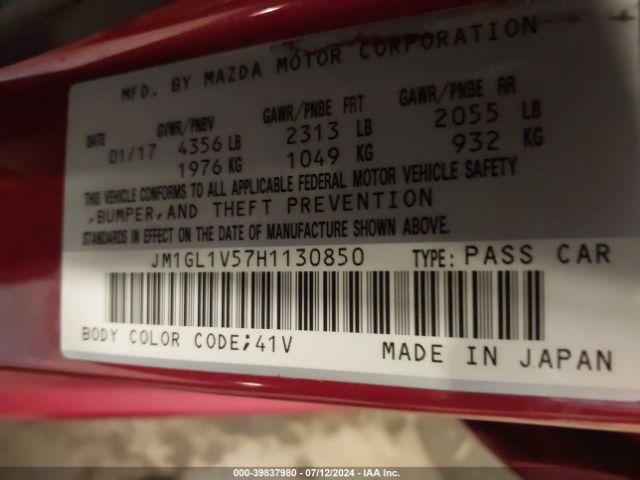 MFD. BY MAZDA MOTOR CORPORATION
DATE GVWR/PNBV GAWR/PNBE FRT GAWR/PNBE RR
01/17 4356 LB 2313 LB 2055 LB
1976 KG 1049 KG 932 KG
THIS VEHICLE CONFORMS TO ALL APPLICABLE FEDERAL MOTOR VEHICLE SAFETY
,BUMPER,AND THEFT PREVENTION
STANDARDS IN EFFECT ON THE DATE OF MANUFACTURE SHOWN ABOVE.
JM1GL1V57H1130850 TYPE: PASS CAR
BODY COLOR CODE;41V MADE IN JAPAN
000-39837980 - 07/12/2024 - IAA Inc.